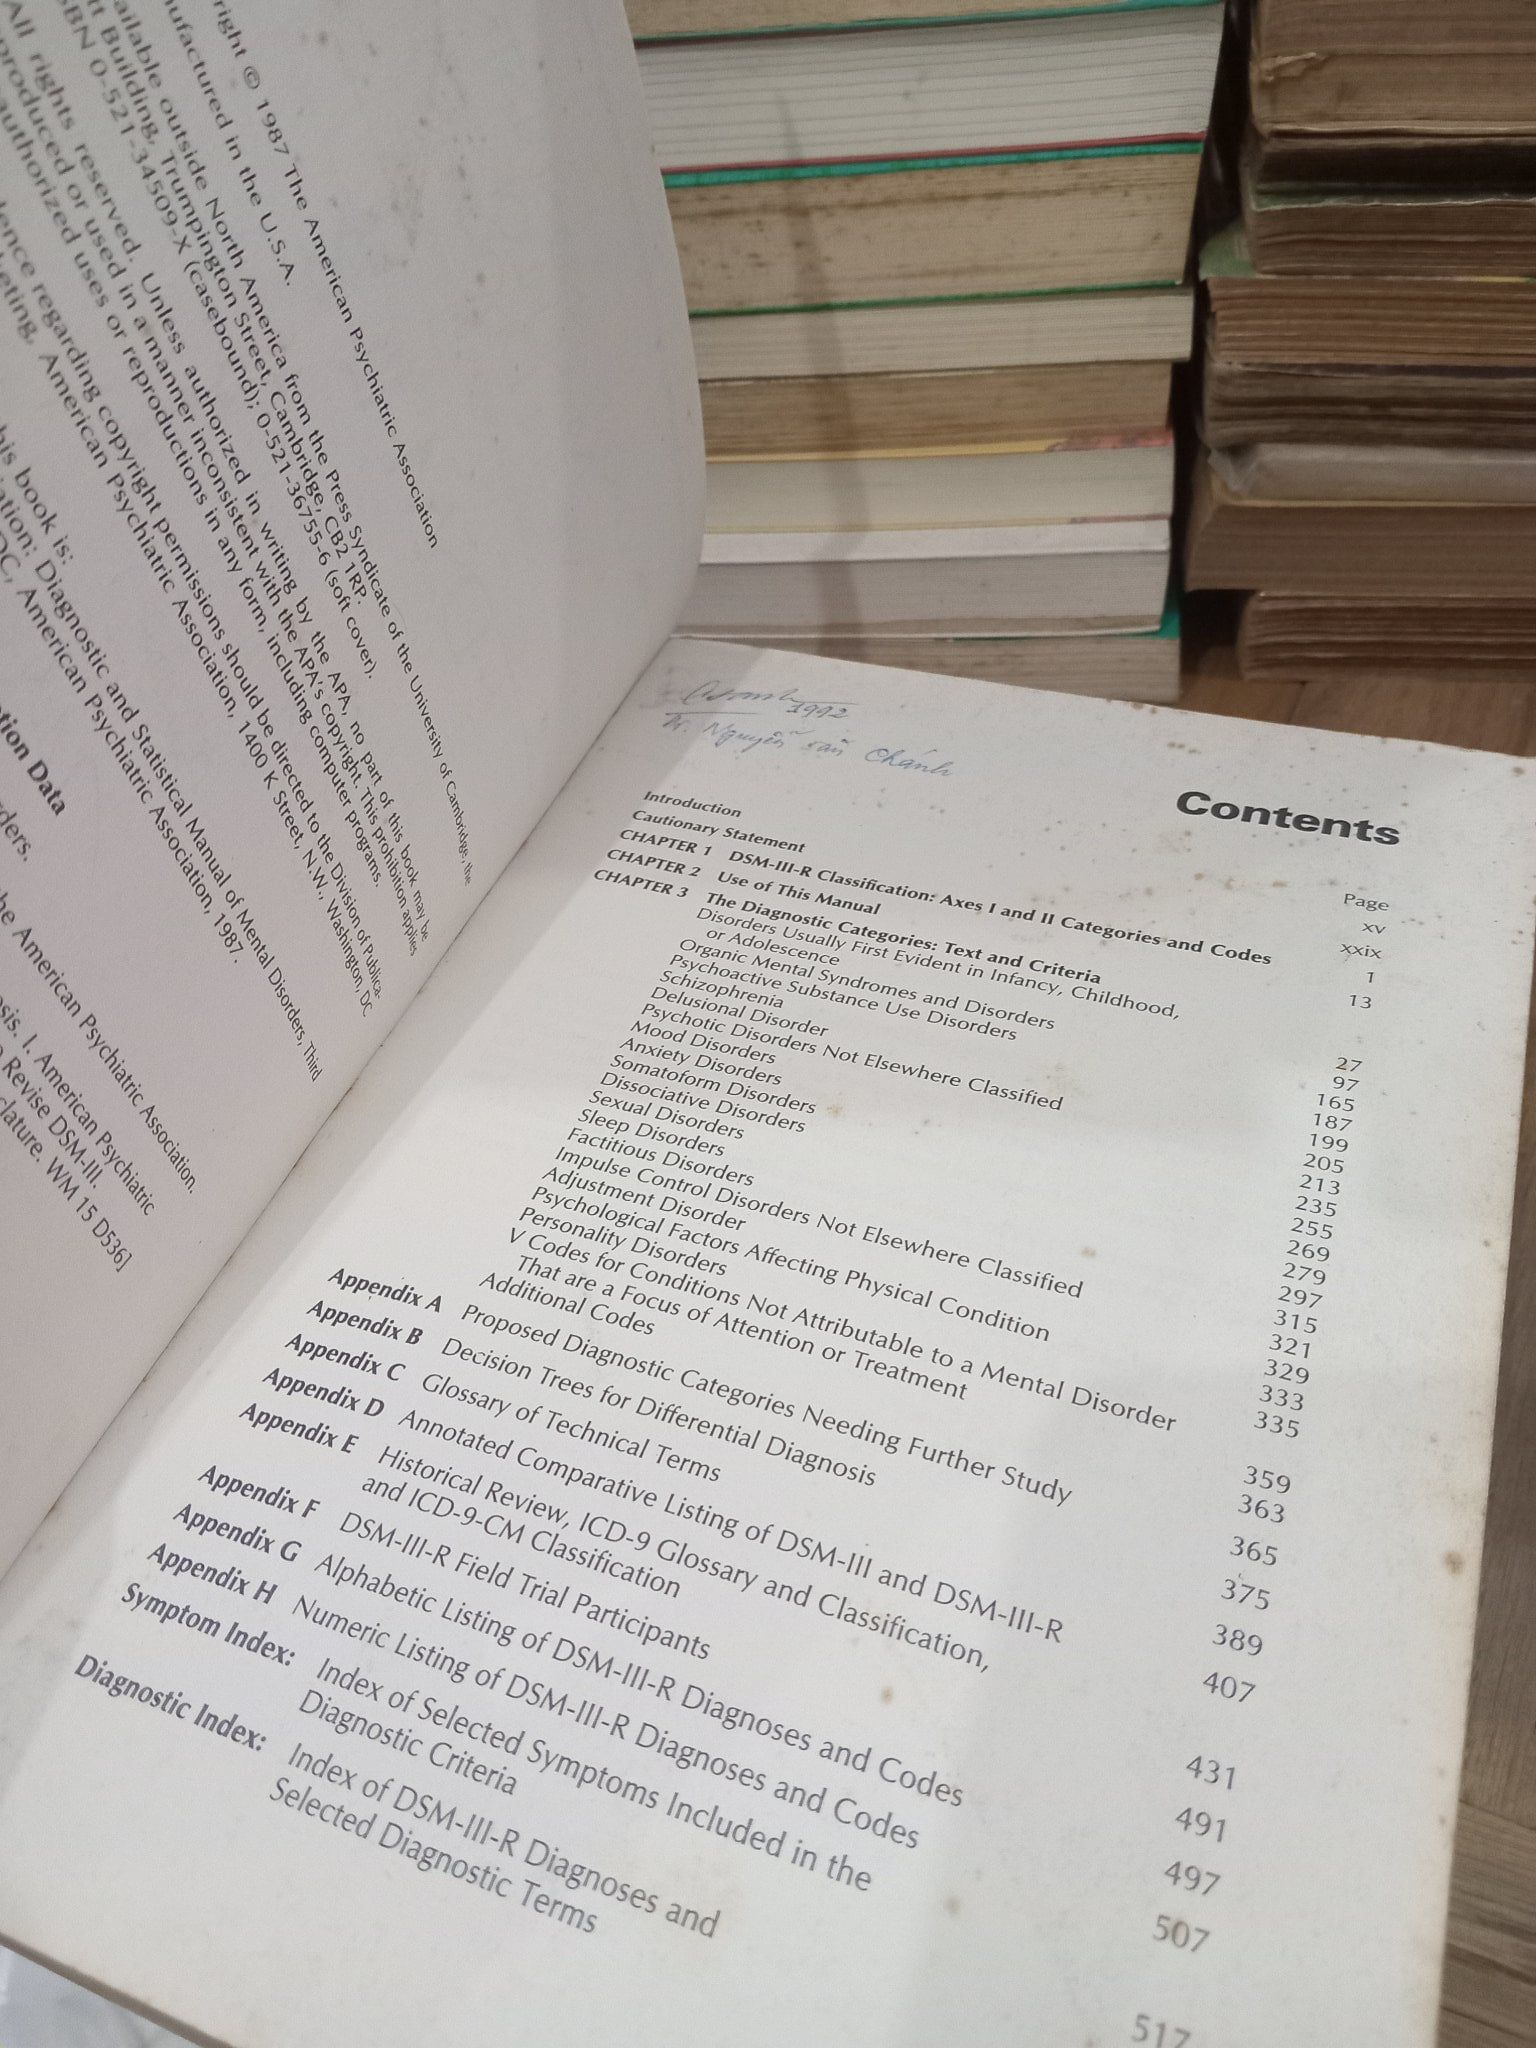 right © 1987 The American Psychiatric Association
ufactured in the U.S.A.
ailable outside North America from the Press Syndicate of the University of Cambridge, the
tt Building, Trumpington Street, Cambridge, CB2 1RP.
SBN 0-521-34509-X (casebound); 0-521-36755-6 (soft cover).
All rights reserved. Unless authorized in writing by the APA, no part of this book may be
produced or used in a manner inconsistent with the APA's copyright. This prohibition applies
authorized uses or reproductions in any form, including computer programs.
dence regarding copyright permissions should be directed to the Division of Publica-
keting, American Psychiatric Association, 1400 K Street, N.W., Washington, DC
his book is:
iation: Diagnostic and Statistical Manual of Mental Disorders, Third
DC, American Psychiatric Association, 1987.
tion Data
rders.
he American Psychiatric Association.
osis. I. American Psychiatric
o Revise DSM-III.
clature. WM 15 D536]
1992
Dr. Nguyễn văn Chánh
Contents
Page
Introduction xv
Cautionary Statement xxix
CHAPTER 1 DSM-III-R Classification: Axes I and II Categories and Codes 1
CHAPTER 2 Use of This Manual 13
CHAPTER 3 The Diagnostic Categories: Text and Criteria
Disorders Usually First Evident in Infancy, Childhood,
or Adolescence 27
Organic Mental Syndromes and Disorders 97
Psychoactive Substance Use Disorders 165
Schizophrenia 187
Delusional Disorder 199
Psychotic Disorders Not Elsewhere Classified 205
Mood Disorders 213
Anxiety Disorders 235
Somatoform Disorders 255
Dissociative Disorders 269
Sexual Disorders 279
Sleep Disorders 297
Factitious Disorders 315
Impulse Control Disorders Not Elsewhere Classified 321
Adjustment Disorder 329
Psychological Factors Affecting Physical Condition 333
Personality Disorders 335
V Codes for Conditions Not Attributable to a Mental Disorder
That are a Focus of Attention or Treatment 359
Additional Codes 363
Appendix A Proposed Diagnostic Categories Needing Further Study 365
Appendix B Decision Trees for Differential Diagnosis 375
Appendix C Glossary of Technical Terms 389
Appendix D Annotated Comparative Listing of DSM-III and DSM-III-R 407
Appendix E Historical Review, ICD-9 Glossary and Classification,
and ICD-9-CM Classification 431
Appendix F DSM-III-R Field Trial Participants 491
Appendix G Alphabetic Listing of DSM-III-R Diagnoses and Codes 497
Appendix H Numeric Listing of DSM-III-R Diagnoses and Codes 507
Symptom Index: Index of Selected Symptoms Included in the
Diagnostic Criteria 517
Diagnostic Index: Index of DSM-III-R Diagnoses and
Selected Diagnostic Terms